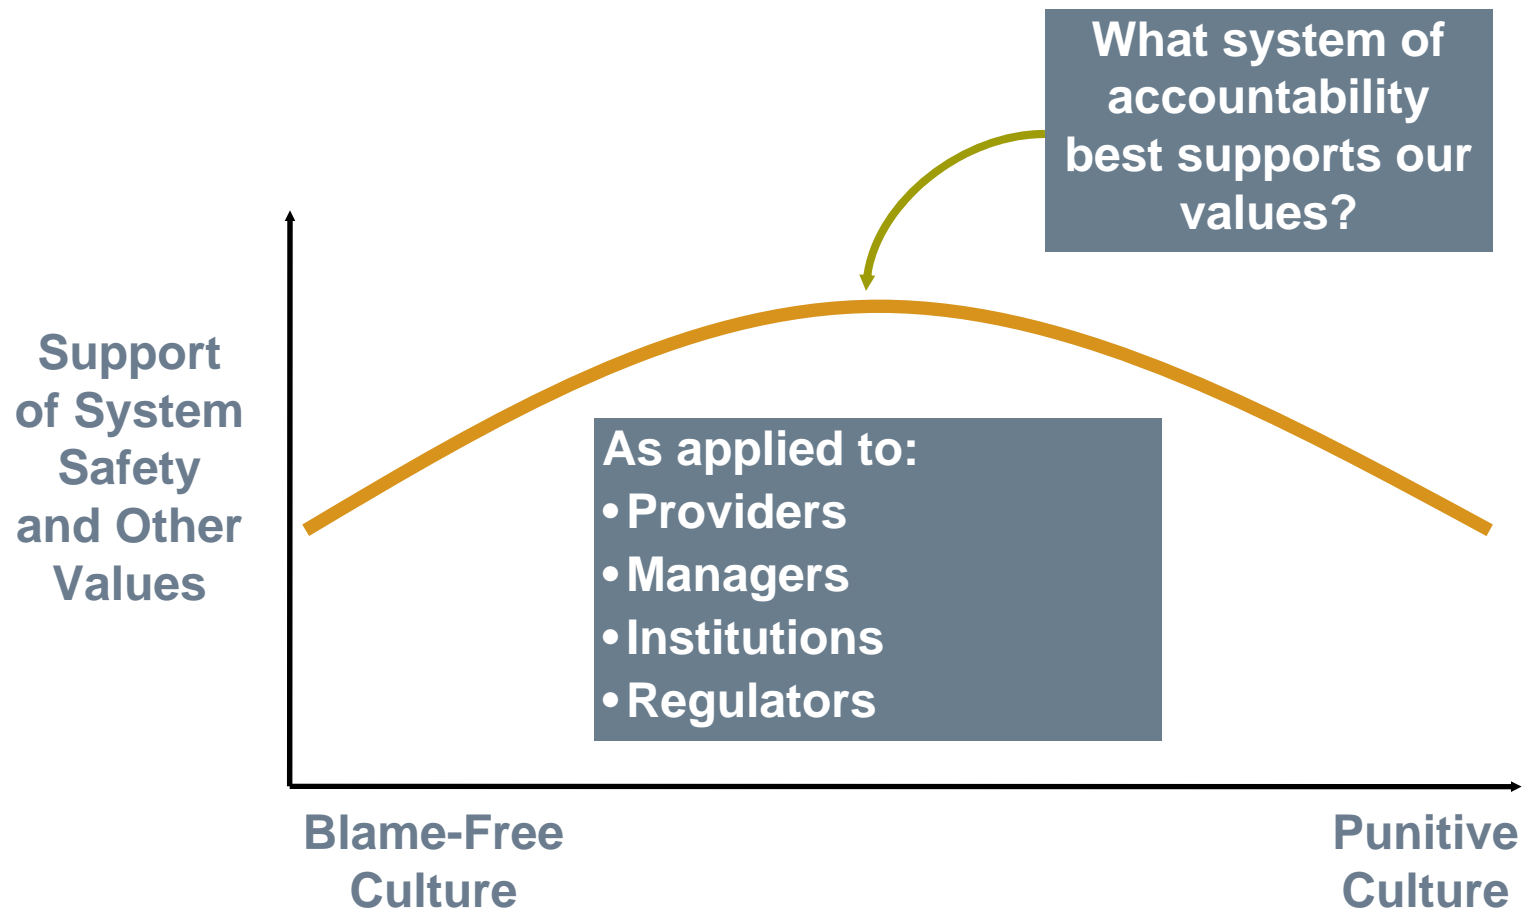 What system of
accountability
best supports our
values?
Support
of System
Safety
and Other
Values
As applied to:
•Providers
•Managers
•Institutions
•Regulators
Blame-Free
Culture
Punitive
Culture